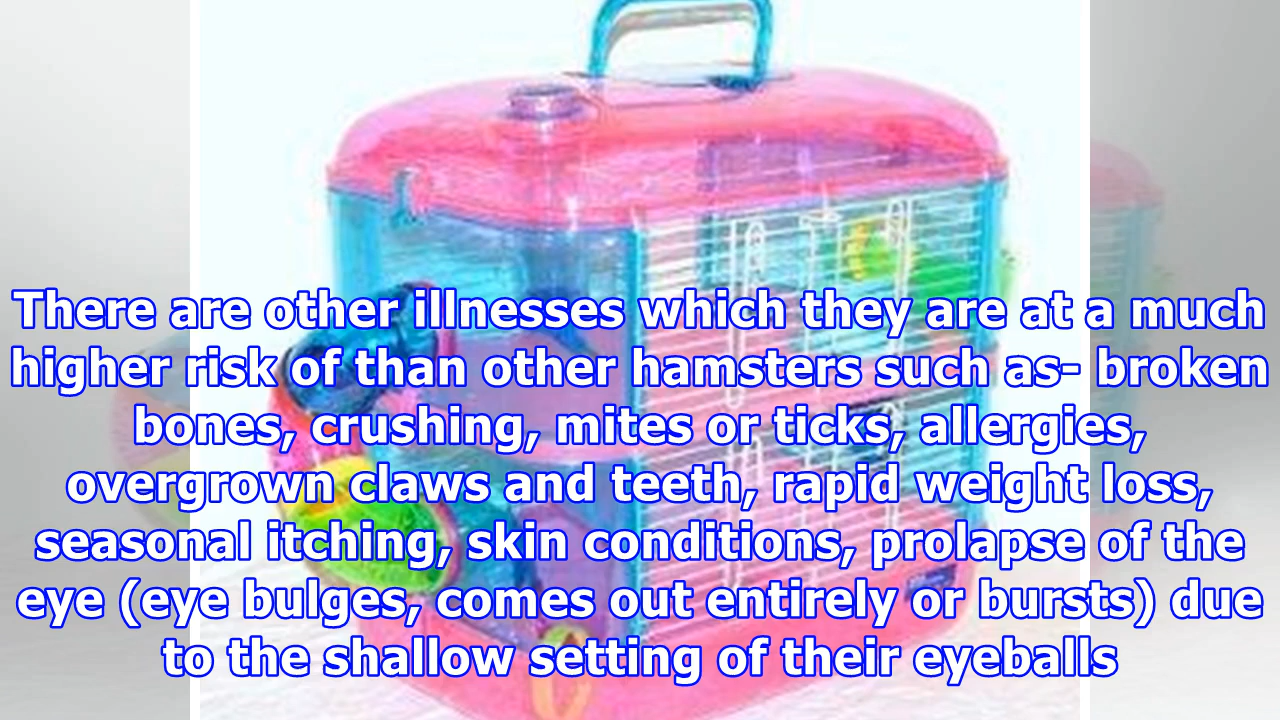 There are other illnesses which they are at a much
higher risk of than other hamsters such as- broken
bones, crushing, mites or ticks, allergies,
overgrown claws and teeth, rapid weight loss,
seasonal itching, skin conditions, prolapse of the
eye (eye bulges, comes out entirely or bursts) due
to the shallow setting of their eyeballs